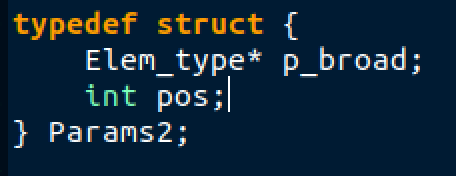 typedef struct {
    Elem_type* p_broad;
    int pos;
} Params2;